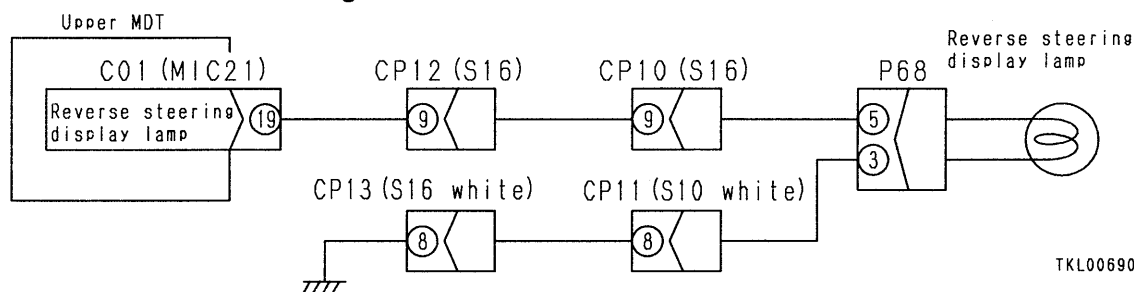 Upper MDT
C01 (MIC21)
Reverse steering
display lamp
19
CP12 (S16)
9
CP10 (S16)
9
P68
5
3
Reverse steering
display lamp
CP13 (S16 white)
8
CP11 (S10 white)
8
TKL00690